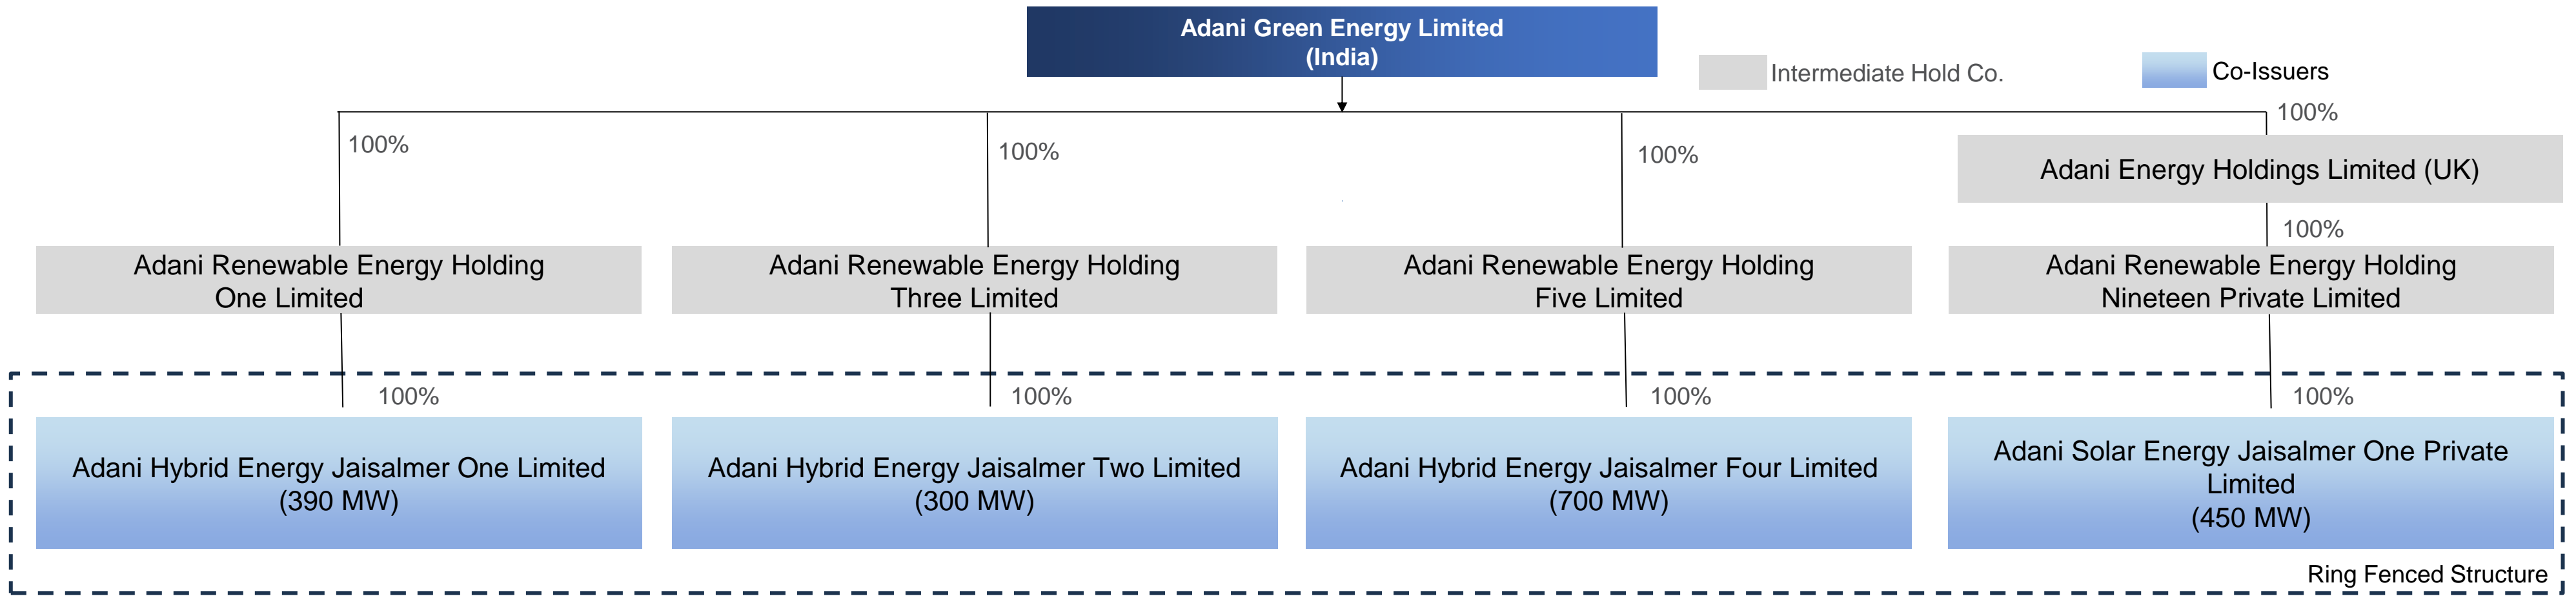 Adani Green Energy Limited
(India)
Intermediate Hold Co.
Co-Issuers
100%
100%
100%
100%
Adani Energy Holdings Limited (UK)
100%
Adani Renewable Energy Holding
One Limited
Adani Renewable Energy Holding
Three Limited
Adani Renewable Energy Holding
Five Limited
Adani Renewable Energy Holding
Nineteen Private Limited
100%
100%
100%
100%
Adani Hybrid Energy Jaisalmer One Limited
(390 MW)
Adani Hybrid Energy Jaisalmer Two Limited
(300 MW)
Adani Hybrid Energy Jaisalmer Four Limited
(700 MW)
Adani Solar Energy Jaisalmer One Private
Limited
(450 MW)
Ring Fenced Structure